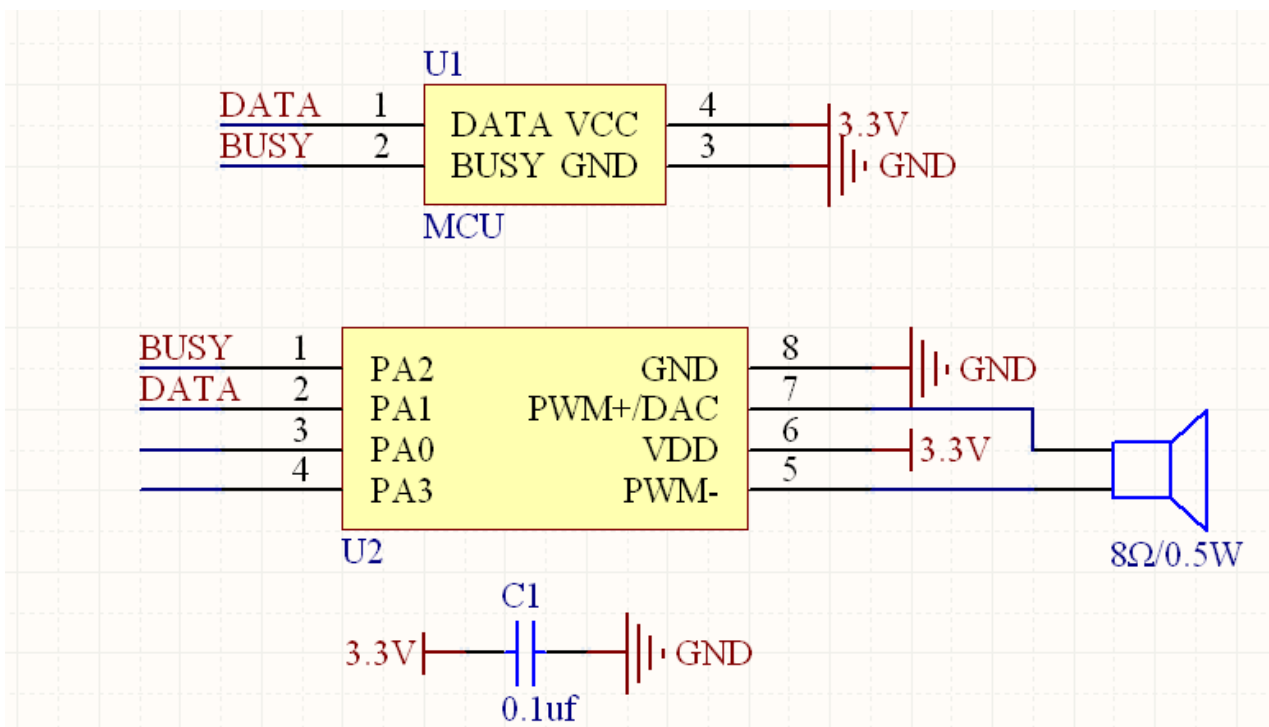 U1
DATA 1 DATA VCC 4 3.3V
BUSY 2 BUSY GND 3 GND
MCU
BUSY 1 PA2 GND 8 GND
DATA 2 PA1 PWM+/DAC 7
3 PA0 VDD 6 3.3V
4 PA3 PWM- 5
U2
8Ω/0.5W
C1
3.3V GND
0.1uf